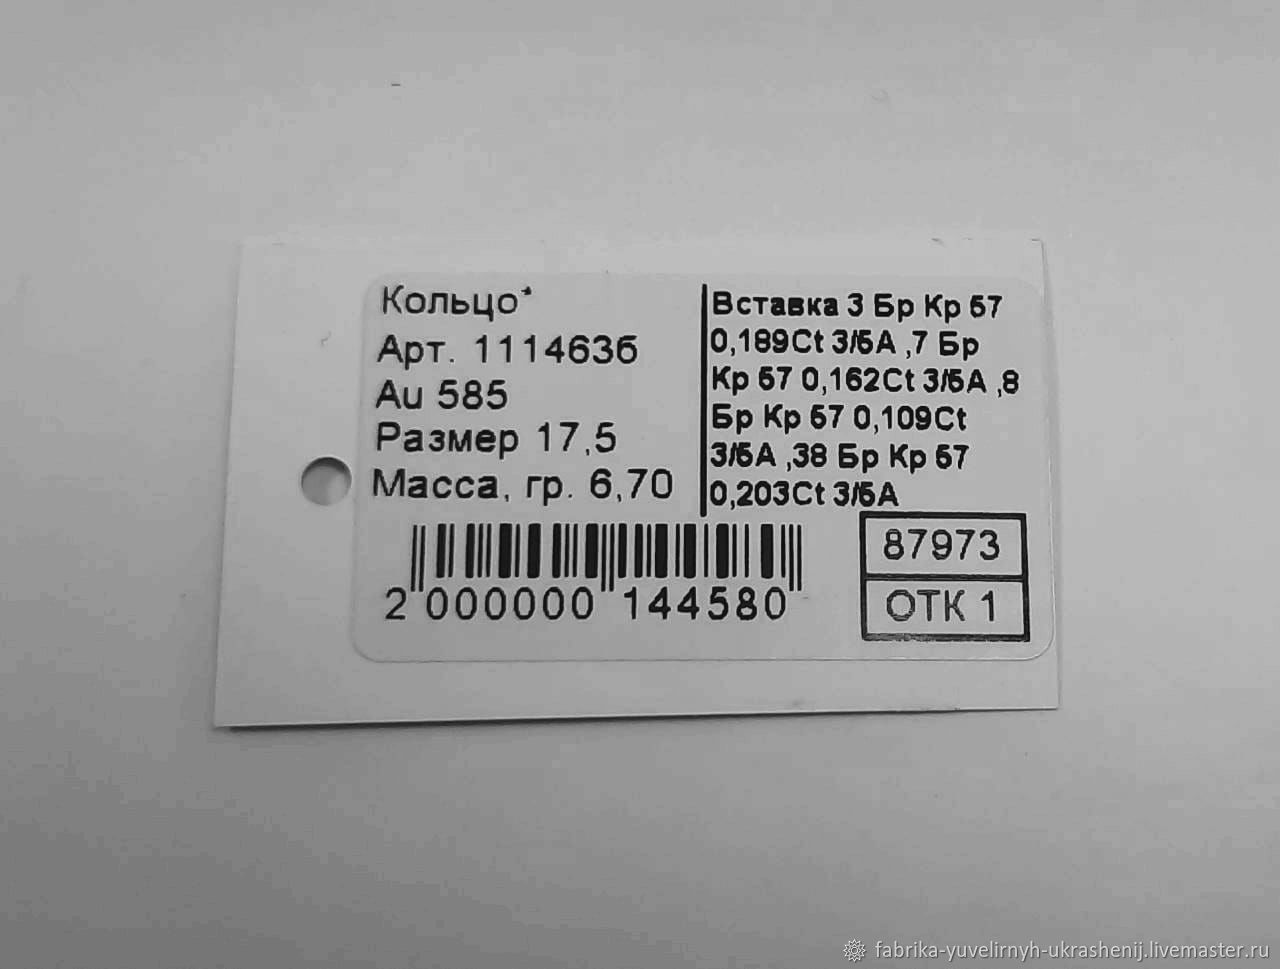 Кольцо*
Арт. 111463б
Au 585
Размер 17,5
Масса, гр. 6,70
Вставка 3 Бр Кр 57
0,189Ct 3/5А ,7 Бр
Кр 57 0,162Ct 3/5А ,8
Бр Кр 57 0,109Ct
3/5А ,38 Бр Кр 57
0,203Ct 3/5А
2 000000 144580
87973
ОТК 1
fabrika-yuvelirnyh-ukrashenij.livemaster.ru